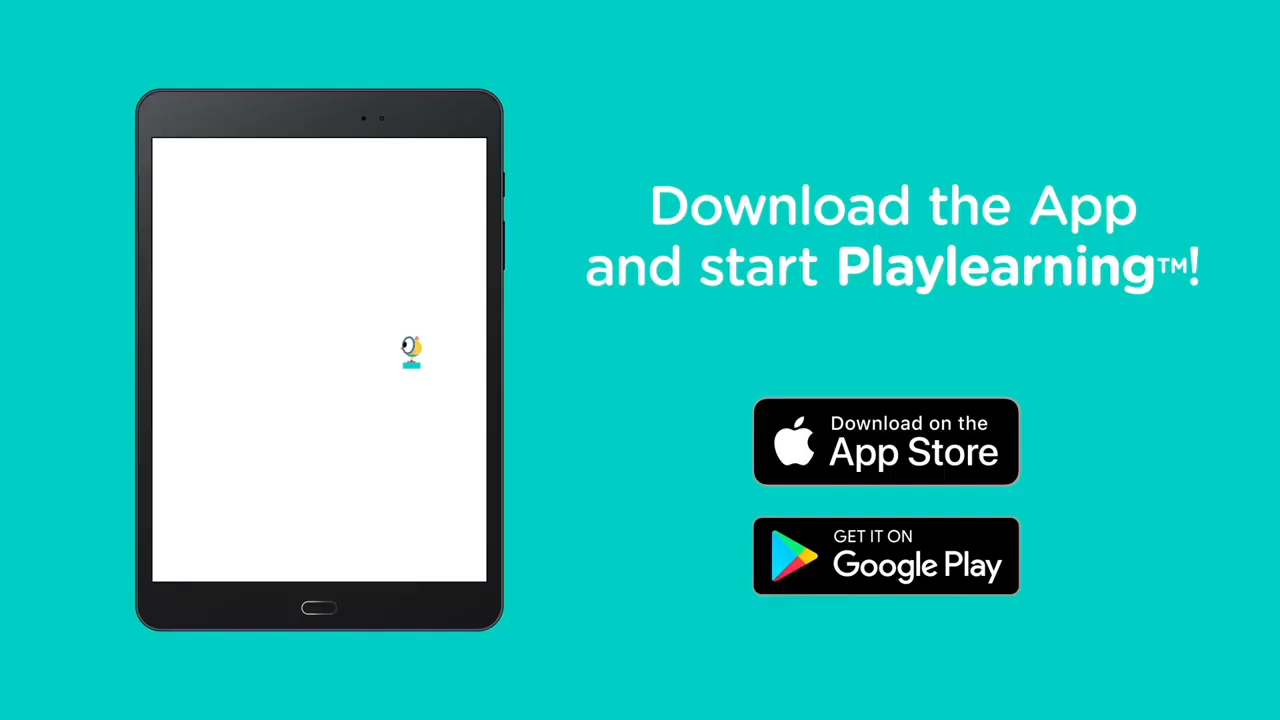 Download the App
and start Playlearning™!
Download on the
App Store
GET IT ON
Google Play